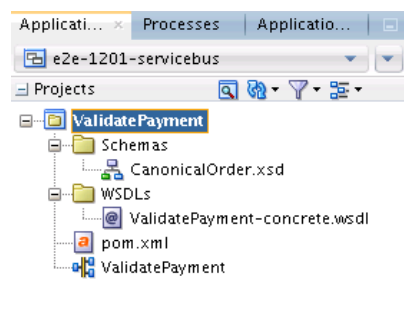 Applicati... × Processes Applicatio...
e2e-1201-servicebus
Projects
ValidatePayment
Schemas
CanonicalOrder.xsd
WSDLs
ValidatePayment-concrete.wsdl
pom.xml
ValidatePayment